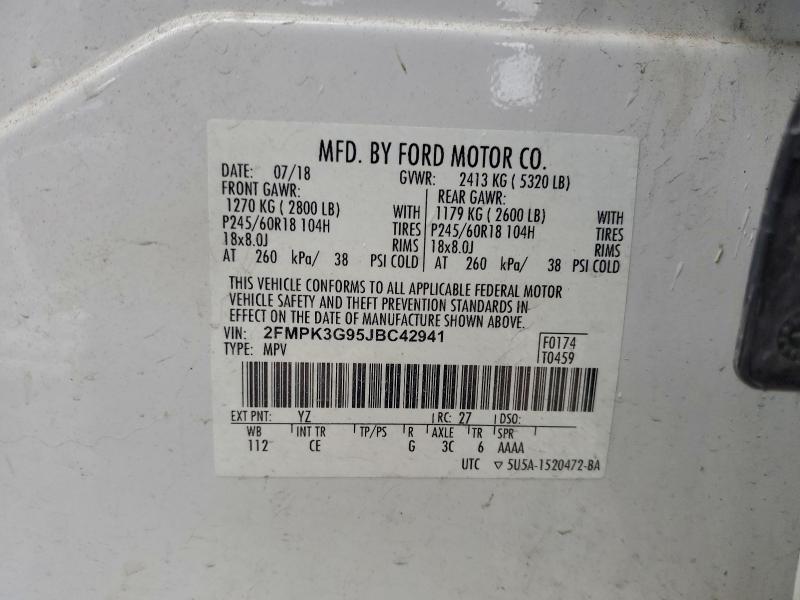 MFD. BY FORD MOTOR CO.
DATE: 07/18 GVWR: 2413 KG ( 5320 LB)
FRONT GAWR: REAR GAWR:
1270 KG ( 2800 LB) WITH 1179 KG ( 2600 LB) WITH
P245/60R18 104H TIRES P245/60R18 104H TIRES
18x8.0J RIMS 18x8.0J RIMS
AT 260 kPa/ 38 PSI COLD AT 260 kPa/ 38 PSI COLD
THIS VEHICLE CONFORMS TO ALL APPLICABLE FEDERAL MOTOR
VEHICLE SAFETY AND THEFT PREVENTION STANDARDS IN
EFFECT ON THE DATE OF MANUFACTURE SHOWN ABOVE.
VIN: 2FMPK3G95JBC42941 F0174
TYPE: MPV T0459
EXT PNT: YZ RC: 27 DSO:
WB INT TR TP/PS R AXLE TR SPR
112 CE G 3C 6 AAAA
UTC ▽ 5U5A-1520472-BA